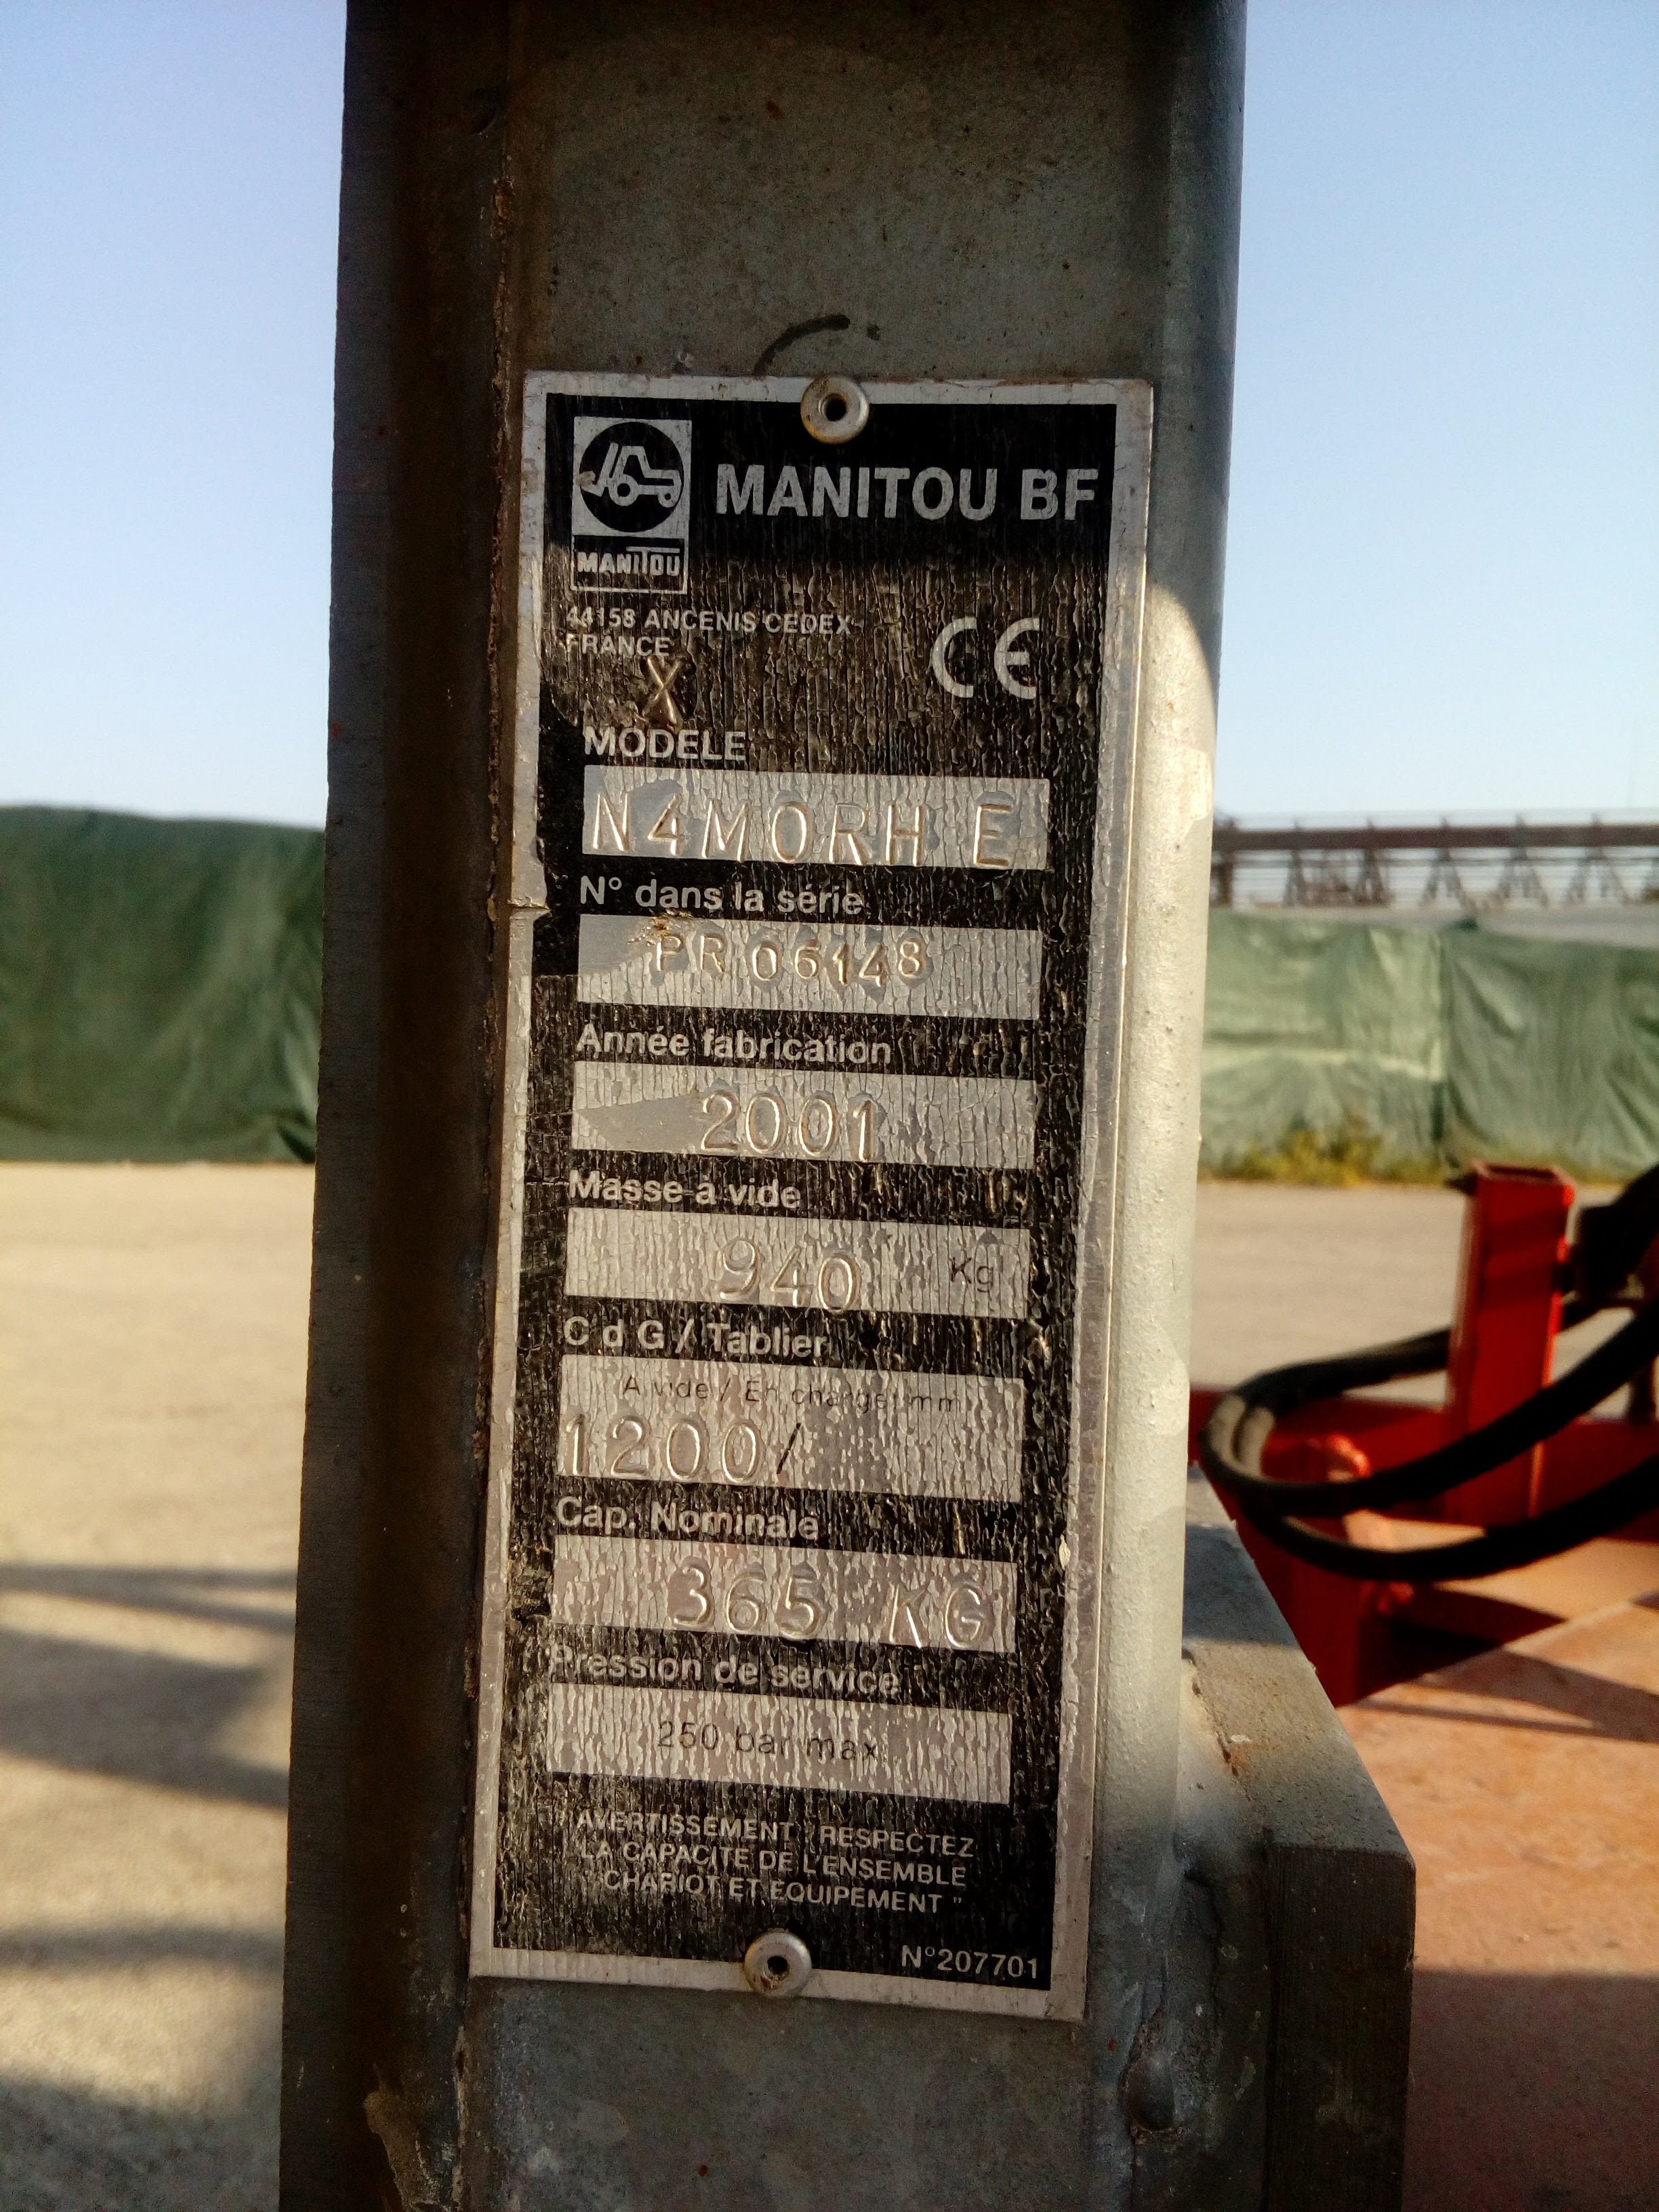 MANITOU BF
MANITOU
44158 ANCENIS CEDEX
FRANCE
CE
X
MODELE
N4MORH E
N° dans la série
PR 06148
Année fabrication
2001
Masse à vide
940 Kg
C d G / Tablier
A vide / En charge: mm
1200/
Cap. Nominale
365 KG
Pression de service
250 bar max
" AVERTISSEMENT : RESPECTEZ
LA CAPACITE DE L'ENSEMBLE
CHARIOT ET EQUIPEMENT "
N°207701